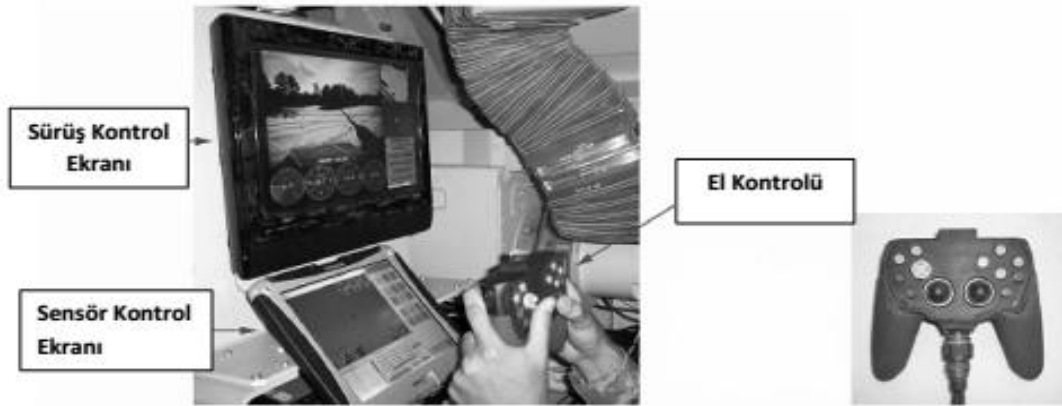 Sürüş Kontrol
Ekranı
El Kontrolü
Sensör Kontrol
Ekranı